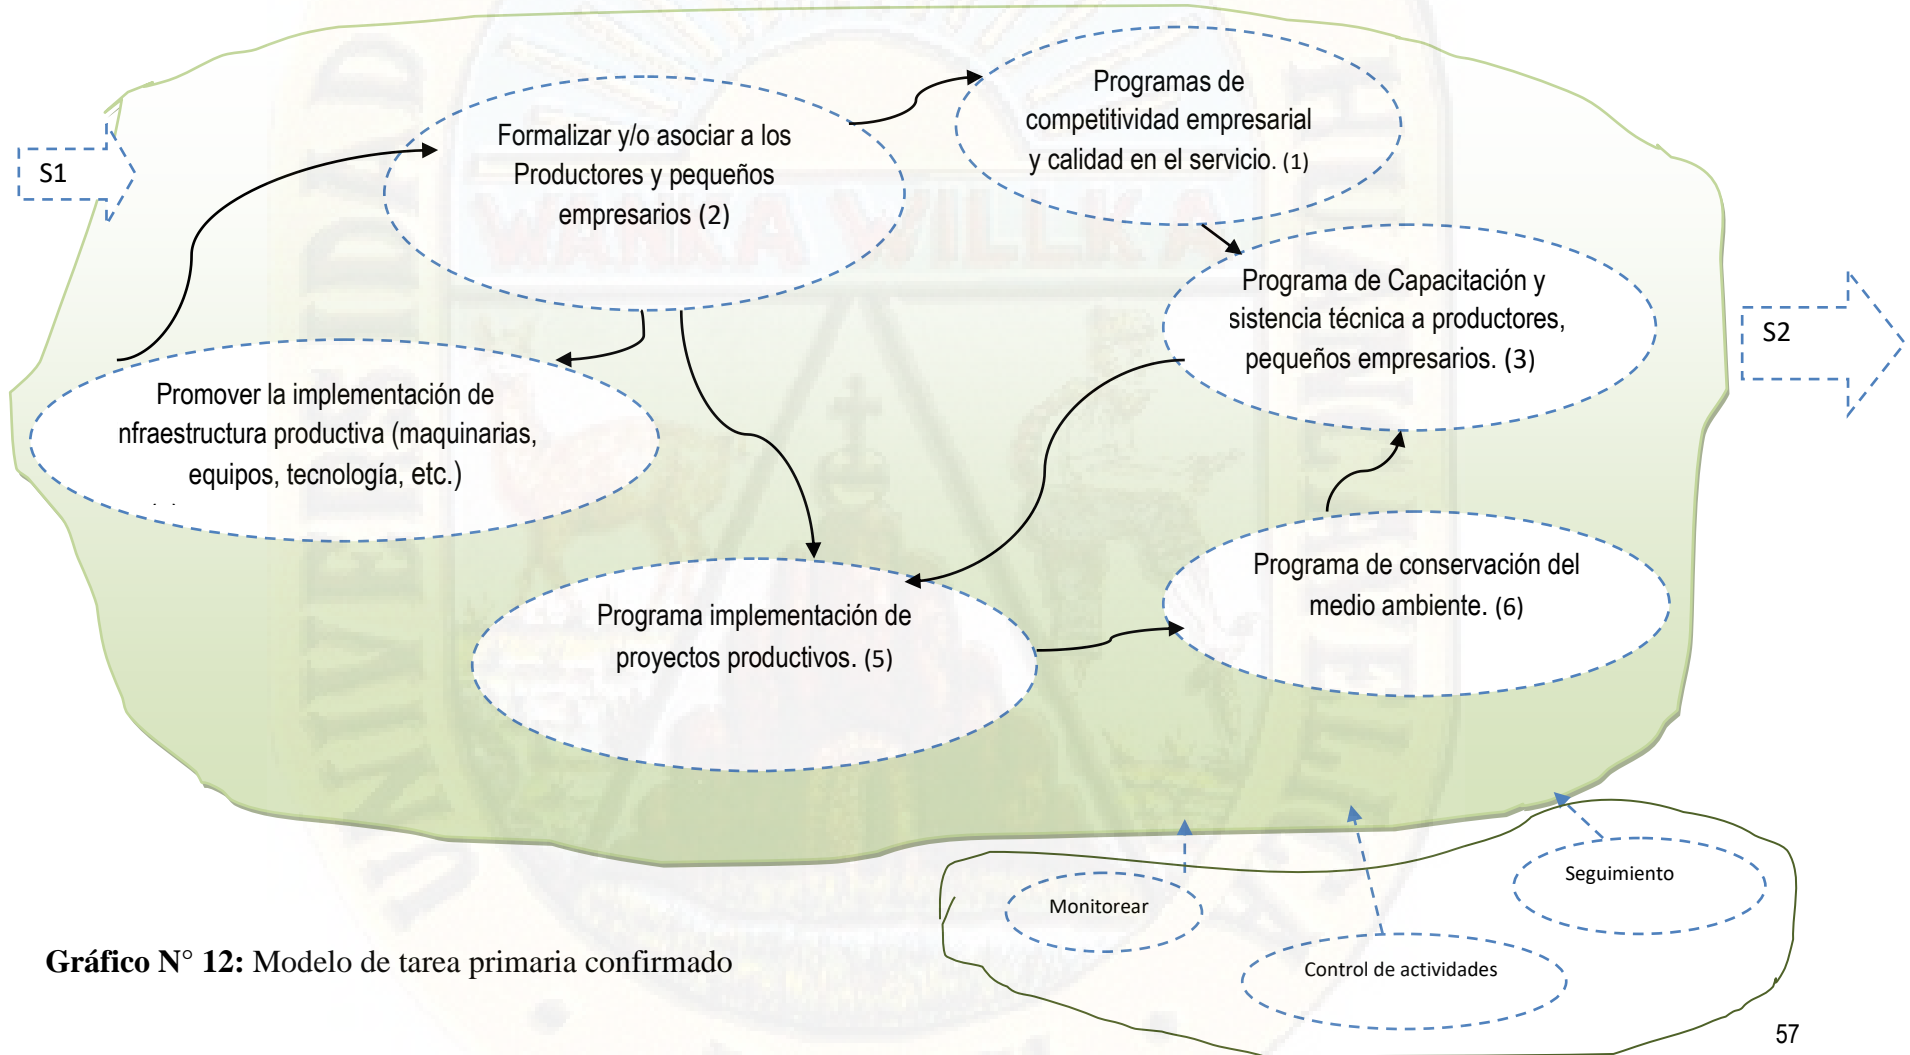 S1
Formalizar y/o asociar a los
Productores y pequeños
empresarios (2)
Programas de
competitividad empresarial
y calidad en el servicio. (1)
Programa de Capacitación y
sistencia técnica a productores,
pequeños empresarios. (3)
S2
Promover la implementación de
nfraestructura productiva (maquinarias,
equipos, tecnología, etc.)
Programa implementación de
proyectos productivos. (5)
Programa de conservación del
medio ambiente. (6)
Monitorear
Control de actividades
Seguimiento
Gráfico N° 12: Modelo de tarea primaria confirmado
57
UNIVERSIDAD
WANKA WILLKA